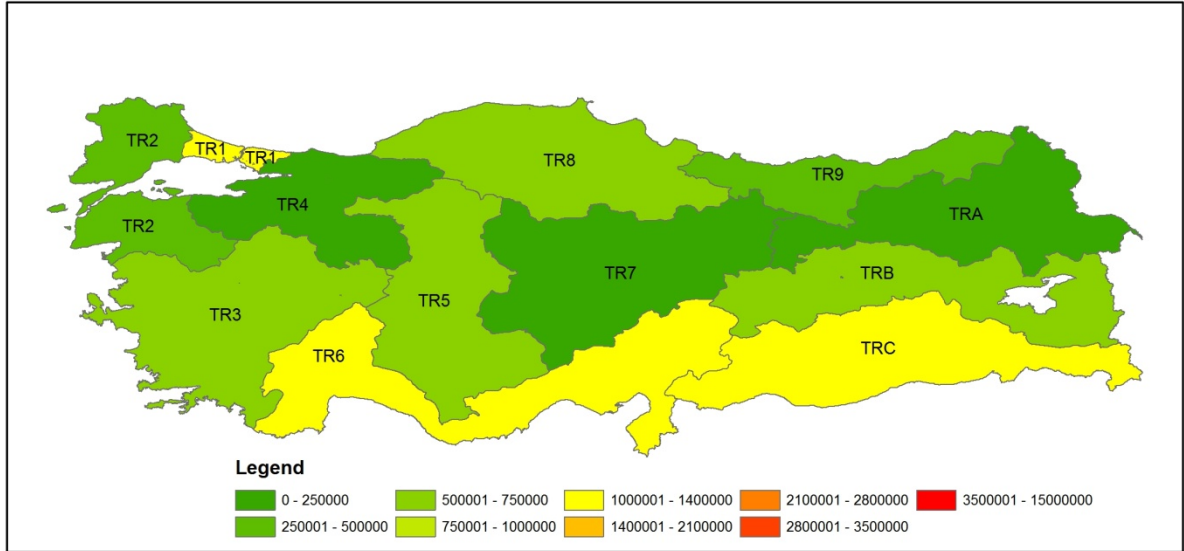 TR2
TR1
TR1
TR8
TR9
TR4
TRA
TR2
TR7
TRB
TR5
TR3
TR6
TRC
Legend
0 - 250000
500001 - 750000
1000001 - 1400000
2100001 - 2800000
3500001 - 15000000
250001 - 500000
750001 - 1000000
1400001 - 2100000
2800001 - 3500000